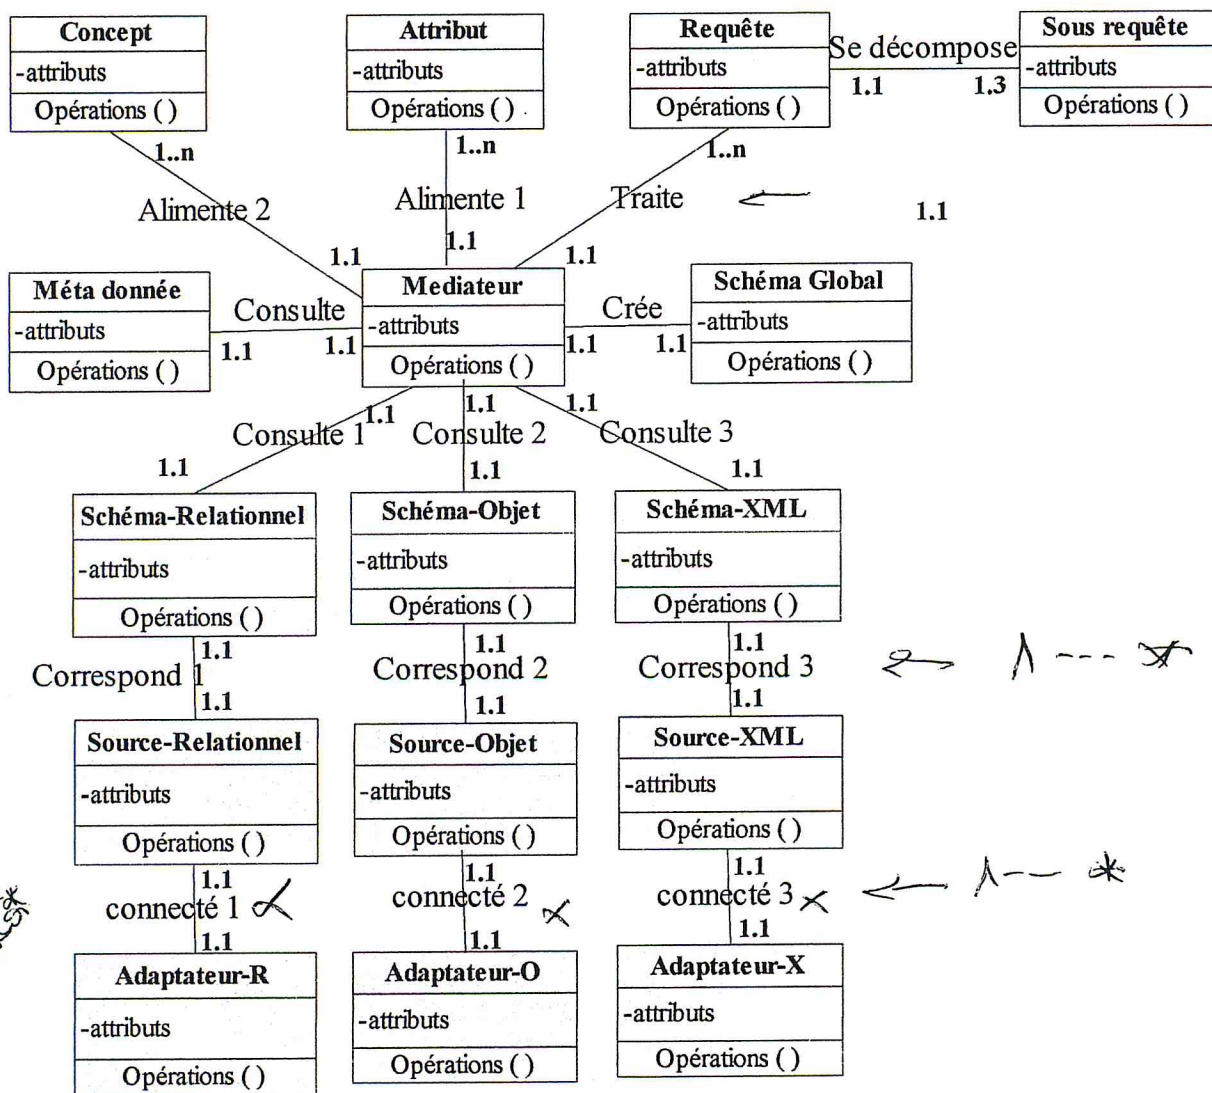 Concept
-attributs
Opérations ( )
Attribut
-attributs
Opérations ( )
Requête
-attributs
Opérations ( )
Se décompose
1.1 1.3
Sous requête
-attributs
Opérations ( )
1..n
1..n
1..n
Alimente 2
Alimente 1
Traite
1.1
1.1
1.1
1.1
Méta donnée
-attributs
Opérations ( )
Consulte
1.1 1.1
Mediateur
-attributs
Opérations ( )
Crée
1.1 1.1
Schéma Global
-attributs
Opérations ( )
1.1
1.1
1.1
Consulte 1
Consulte 2
Consulte 3
1.1
1.1
1.1
Schéma-Relationnel
-attributs
Opérations ( )
Schéma-Objet
-attributs
Opérations ( )
Schéma-XML
-attributs
Opérations ( )
1.1
1.1
1.1
Correspond 1
Correspond 2
Correspond 3
← 1 --- *
1.1
1.1
1.1
Source-Relationnel
-attributs
Opérations ( )
Source-Objet
-attributs
Opérations ( )
Source-XML
-attributs
Opérations ( )
1.1
1.1
1.1
connecté 1
connecté 2
connecté 3
← 1 -- *
1.1
1.1
1.1
Adaptateur-R
-attributs
Opérations ( )
Adaptateur-O
-attributs
Opérations ( )
Adaptateur-X
-attributs
Opérations ( )